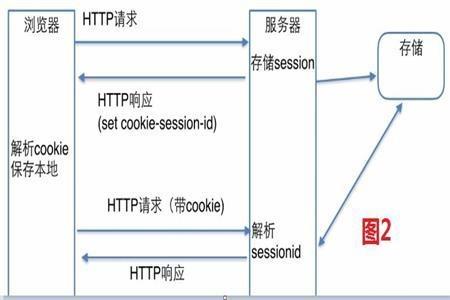 浏览器
HTTP请求
服务器
存储session
存储
HTTP响应
(set cookie-session-id)
解析cookie
保存本地
HTTP请求（带cookie)
解析
sessionid
图2
HTTP响应